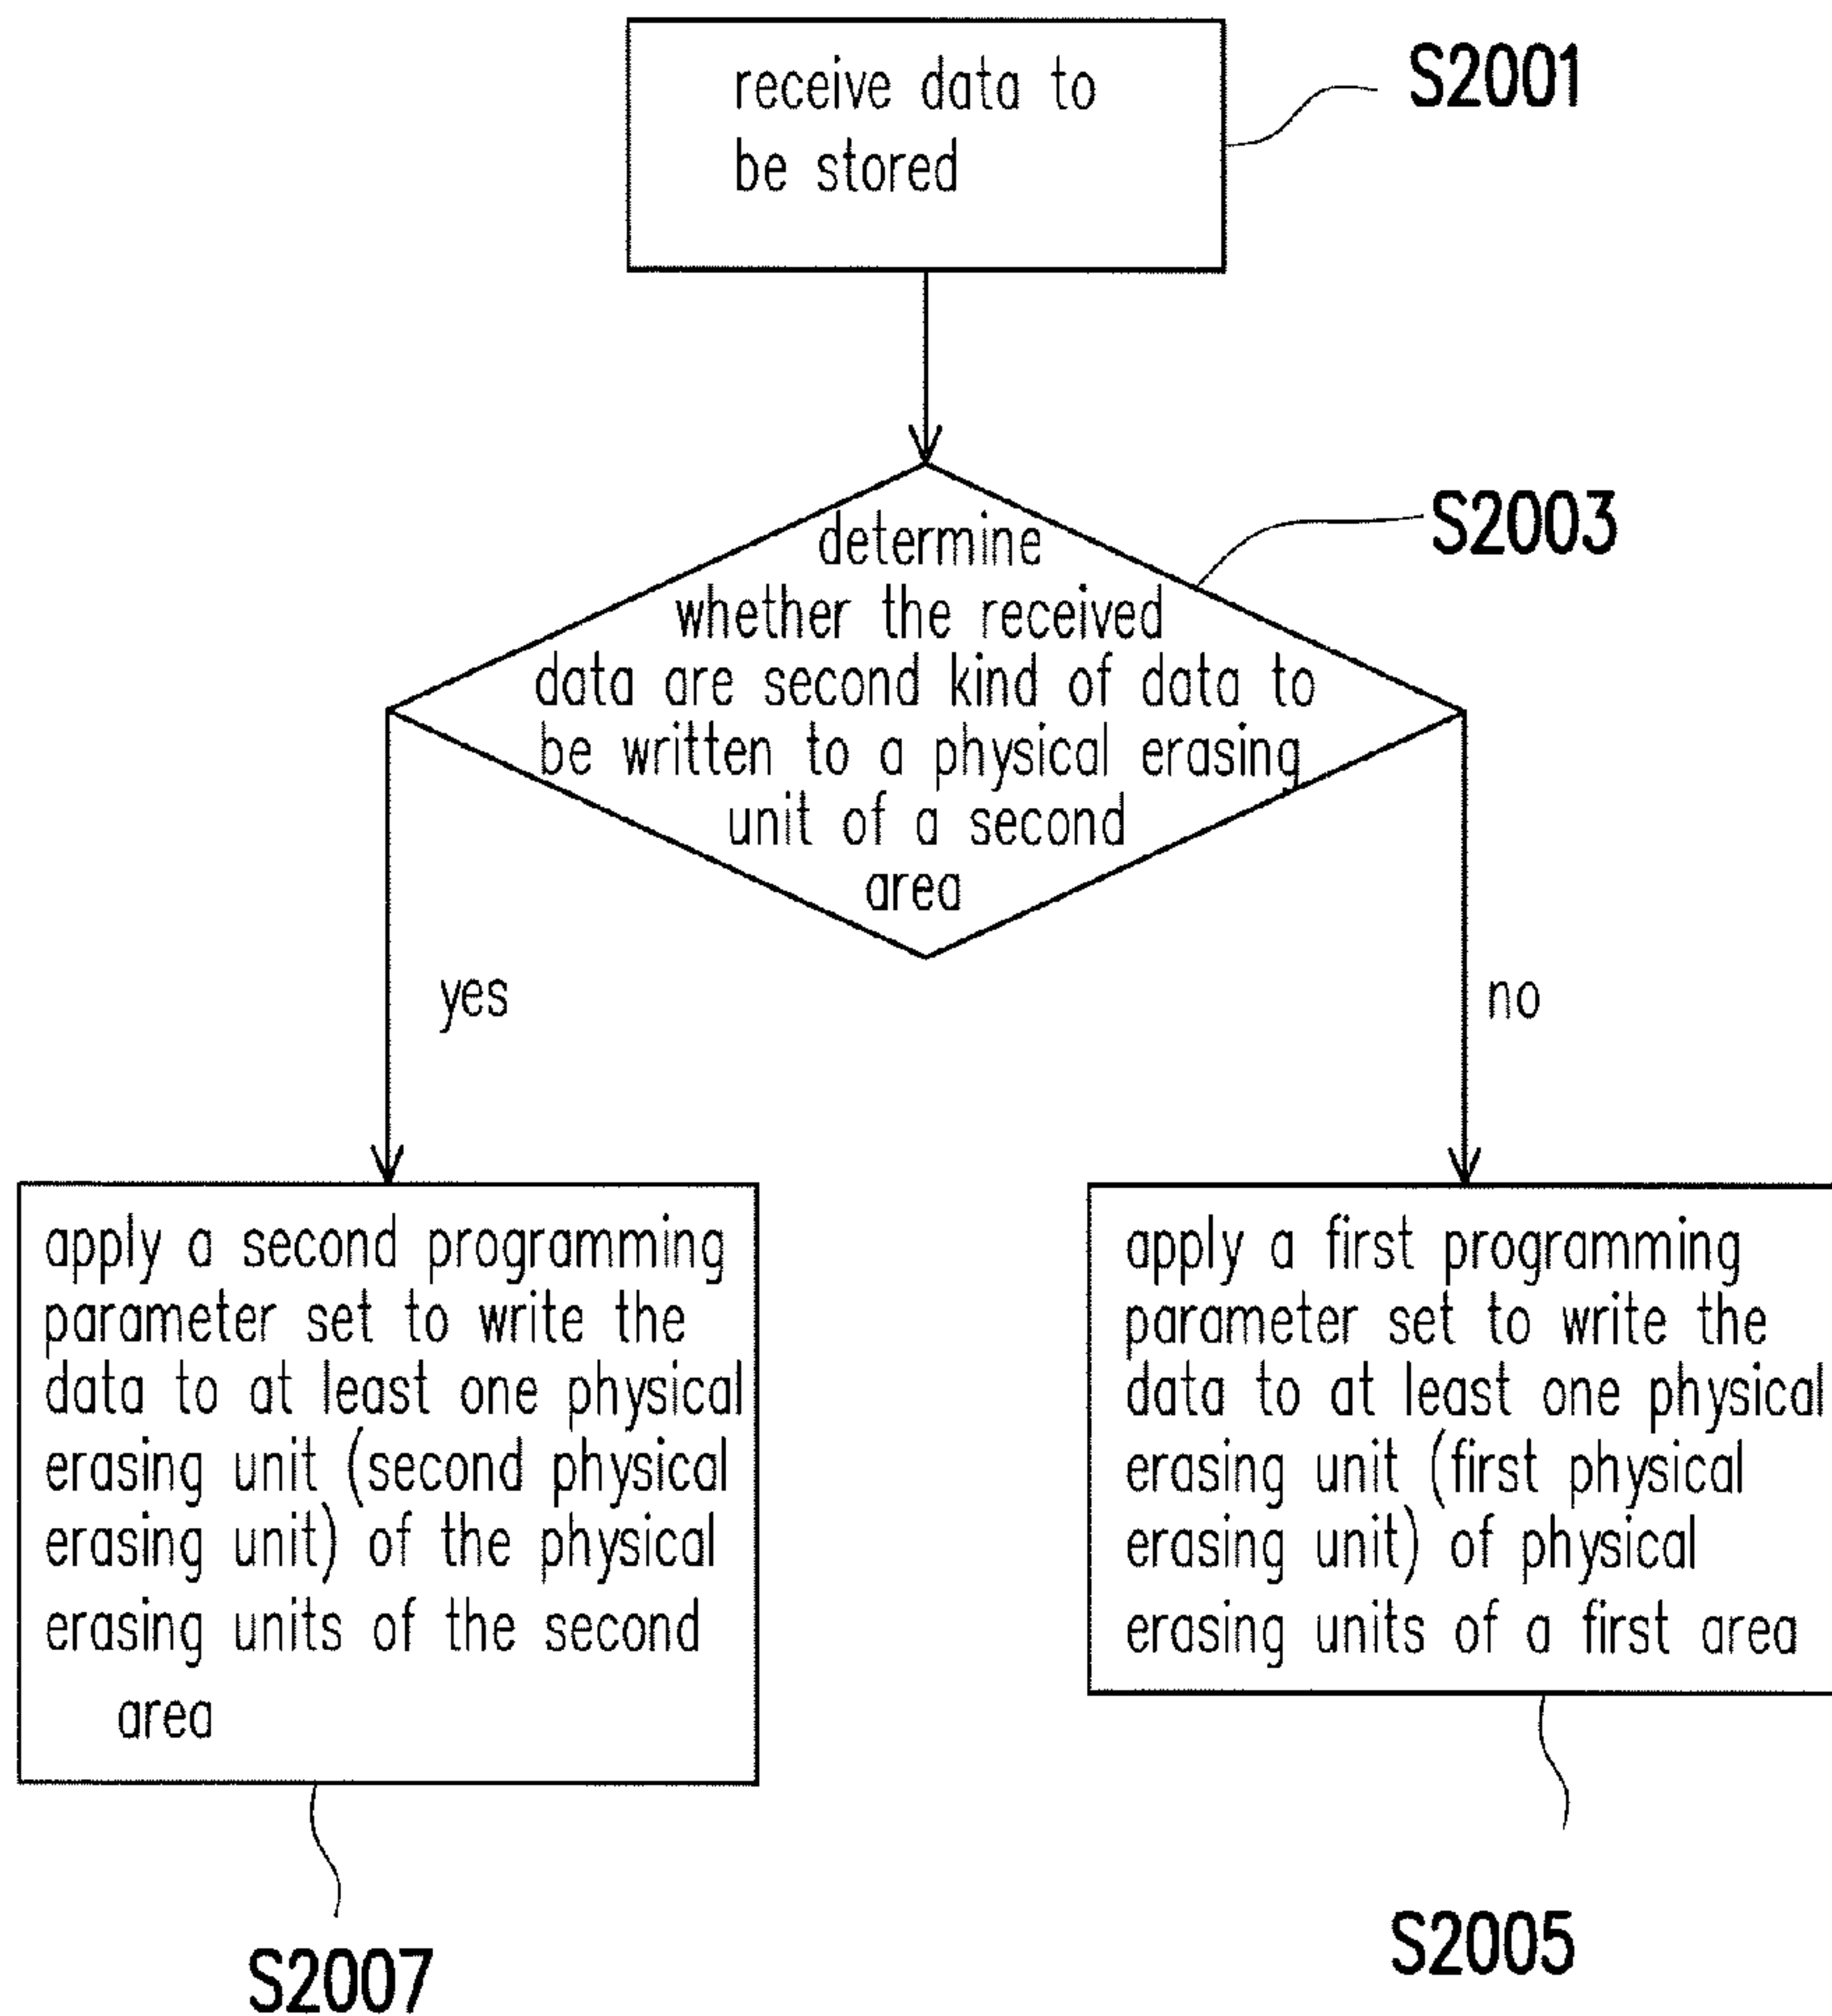 receive data to
be stored
S2001
determine
whether the received
data are second kind of data to
be written to a physical erasing
unit of a second
area
S2003
yes
no
apply a second programming
parameter set to write the
data to at least one physical
erasing unit (second physical
erasing unit) of the physical
erasing units of the second
area
S2007
apply a first programming
parameter set to write the
data to at least one physical
erasing unit (first physical
erasing unit) of physical
erasing units of a first area
S2005